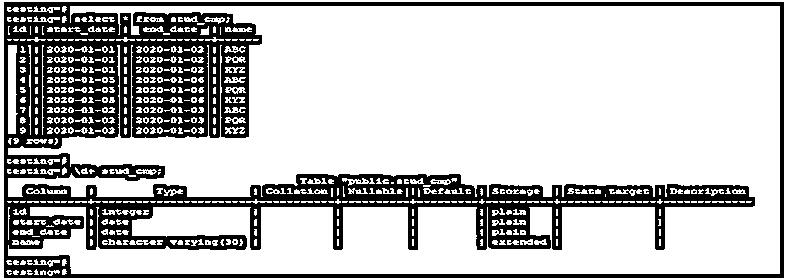 testing=#
testing=# select * from stud_cmp;
id | start_date | end_date | name
----+------------+------------+------
1 | 2020-01-01 | 2020-01-02 | ABC
2 | 2020-01-01 | 2020-01-02 | PQR
3 | 2020-01-01 | 2020-01-02 | XYZ
4 | 2020-01-05 | 2020-01-06 | ABC
5 | 2020-01-05 | 2020-01-06 | PQR
6 | 2020-01-05 | 2020-01-06 | XYZ
7 | 2020-01-02 | 2020-01-03 | ABC
8 | 2020-01-02 | 2020-01-03 | PQR
9 | 2020-01-02 | 2020-01-03 | XYZ
(9 rows)
testing=#
testing=# \d+ stud_cmp;
Table "public.stud_cmp"
Column | Type | Collation | Nullable | Default | Storage | Stats target | Description
------------+-----------------------+-----------+----------+---------+----------+--------------+-------------
id | integer | | | | plain | |
start_date | date | | | | plain | |
end_date | date | | | | plain | |
name | character varying(30) | | | | extended | |
testing=#
testing=#